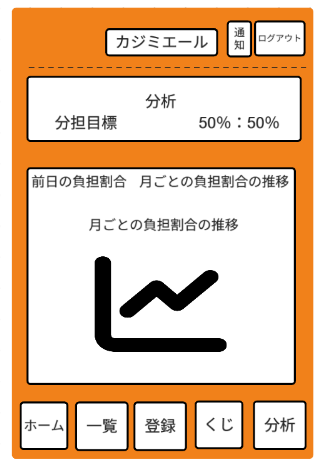 カジミエール 通知 ログアウト
分析
分担目標 50%：50%
前日の負担割合 月ごとの負担割合の推移
月ごとの負担割合の推移
ホーム 一覧 登録 くじ 分析